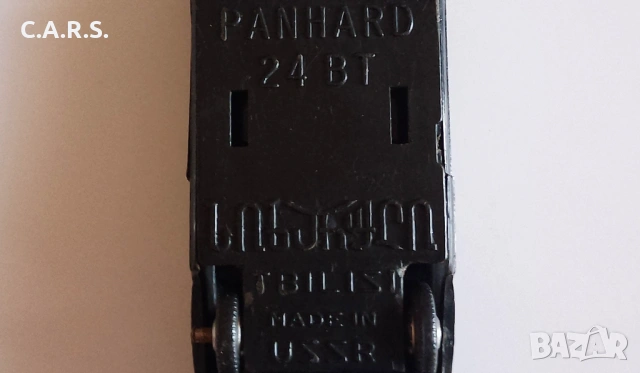 C.A.R.S.
PANHARD
24 BT
TBILISI
MADE IN
USSR
BAZAR